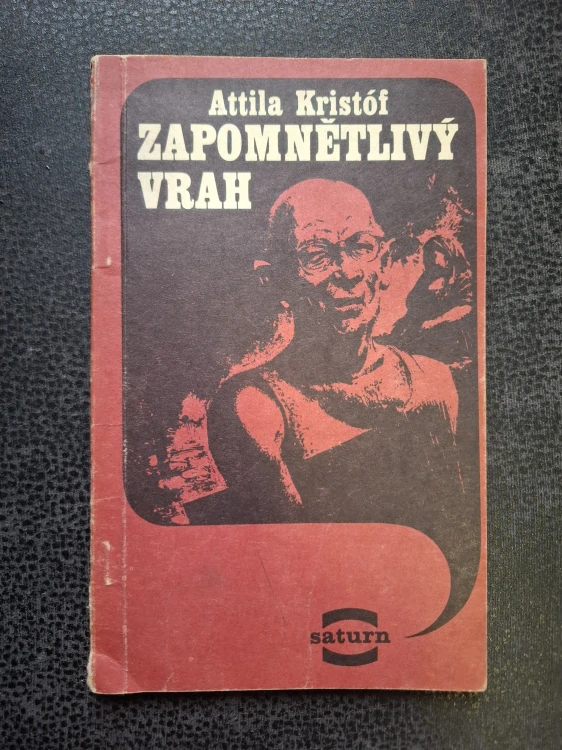 Attila Kristóf
ZAPOMNĚTLIVÝ
VRAH
saturn